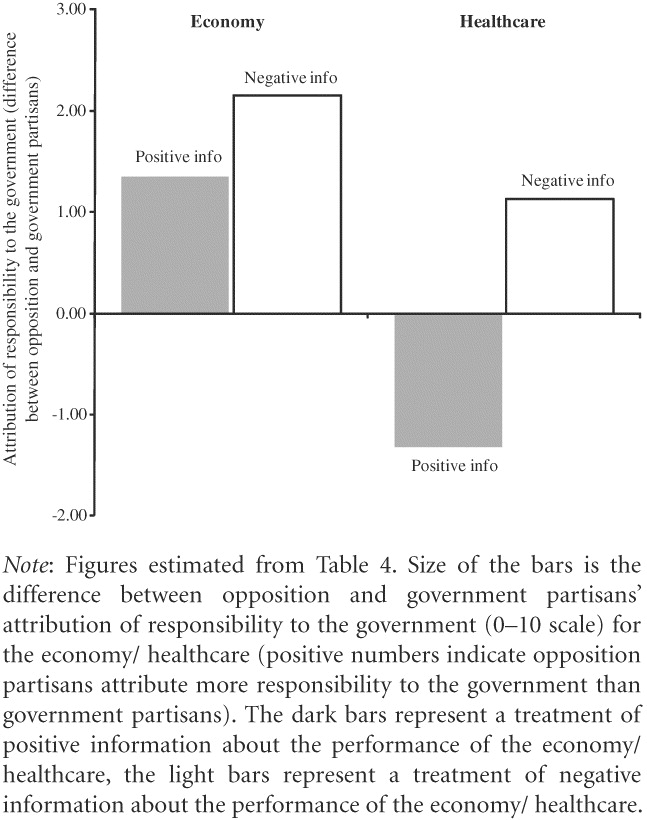 Attribution of responsibility to the government (difference
between opposition and government partisans)
3.00
2.00
1.00
0.00
-1.00
-2.00
Economy
Healthcare
Negative info
Positive info
Negative info
Positive info
Note: Figures estimated from Table 4. Size of the bars is the
difference between opposition and government partisans’
attribution of responsibility to the government (0–10 scale) for
the economy/ healthcare (positive numbers indicate opposition
partisans attribute more responsibility to the government than
government partisans). The dark bars represent a treatment of
positive information about the performance of the economy/
healthcare, the light bars represent a treatment of negative
information about the performance of the economy/ healthcare.